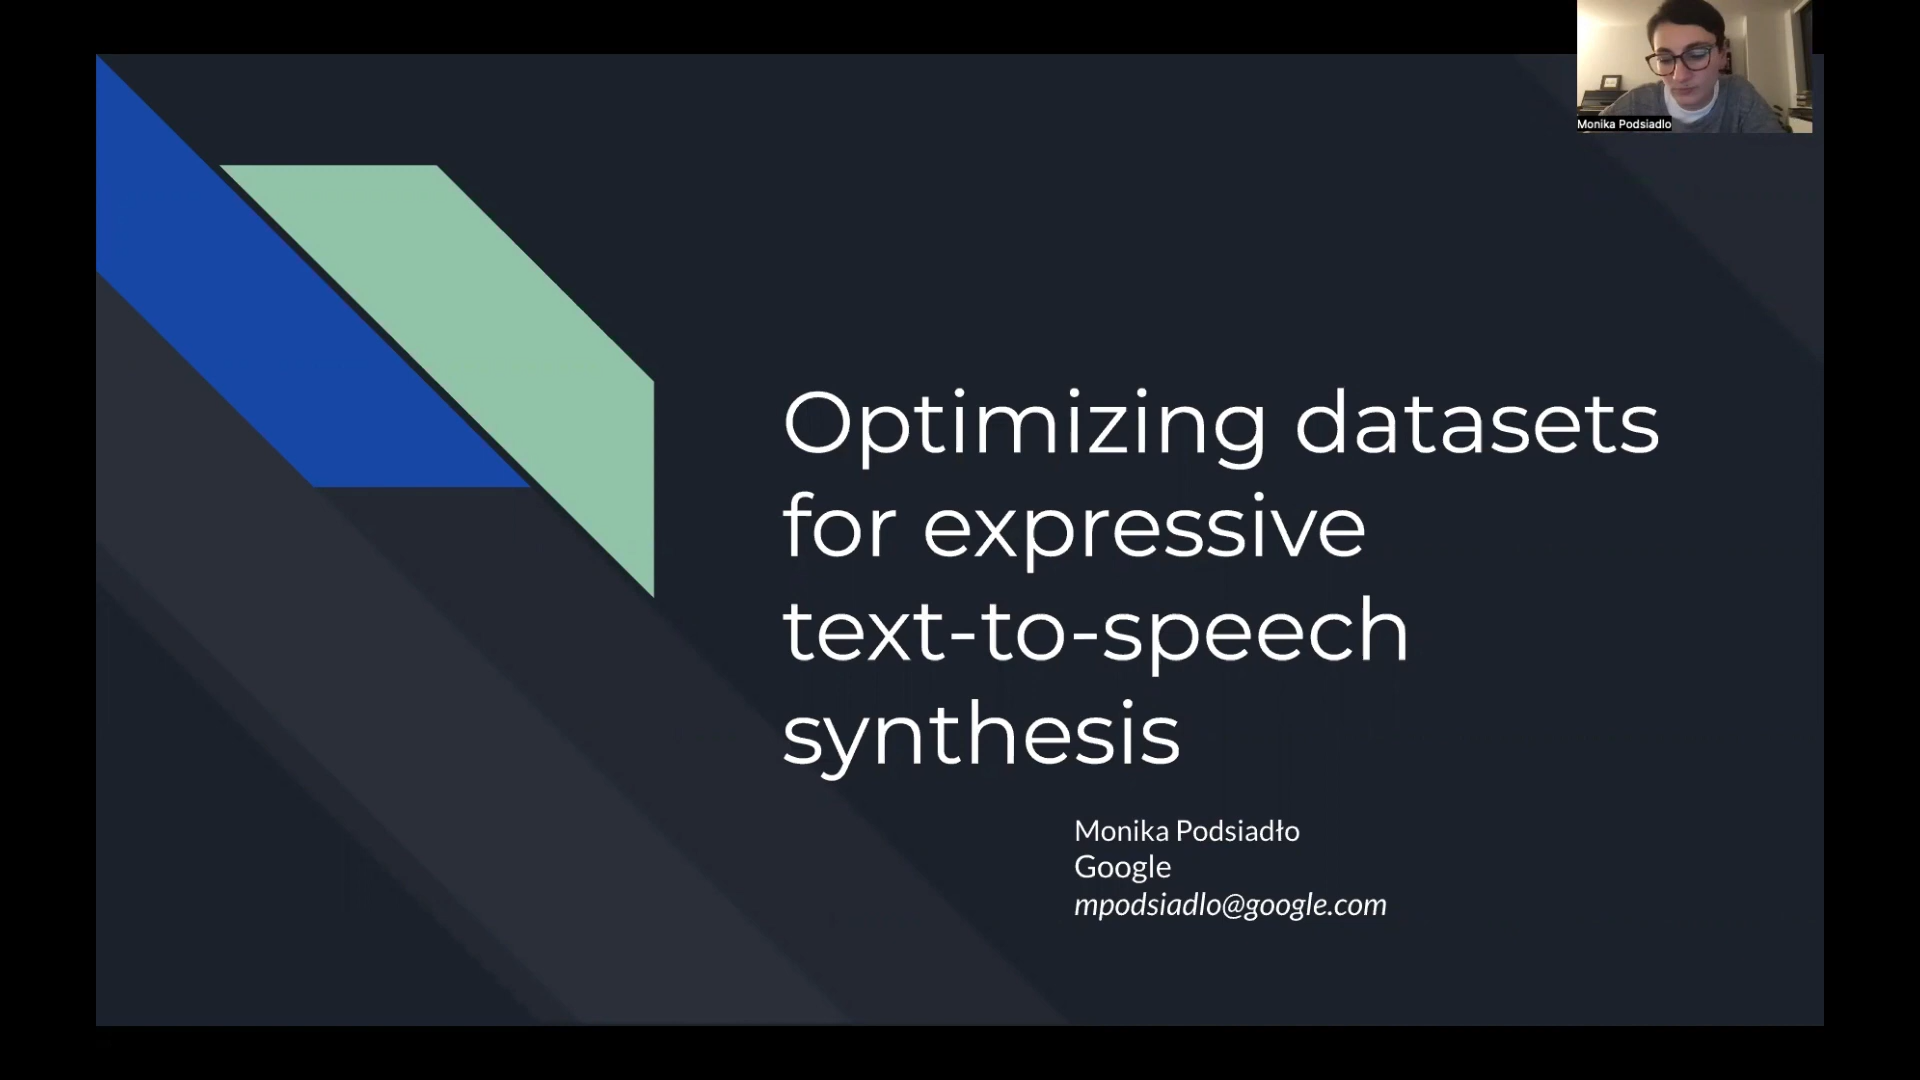 Monika Podsiadlo
Optimizing datasets
for expressive
text-to-speech
synthesis
Monika Podsiadło
Google
mpodsiadlo@google.com